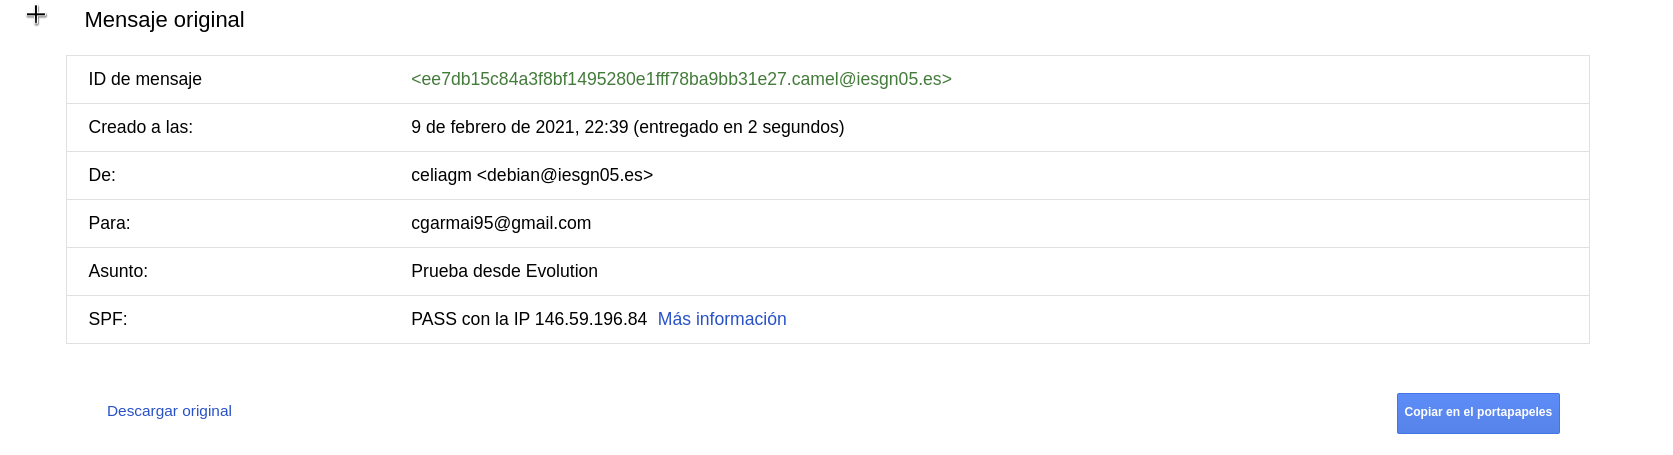 Mensaje original
ID de mensaje <ee7db15c84a3f8bf1495280e1fff78ba9bb31e27.camel@iesgn05.es>
Creado a las: 9 de febrero de 2021, 22:39 (entregado en 2 segundos)
De: celiagm <debian@iesgn05.es>
Para: cgarmai95@gmail.com
Asunto: Prueba desde Evolution
SPF: PASS con la IP 146.59.196.84 Más información
Descargar original Copiar en el portapapeles